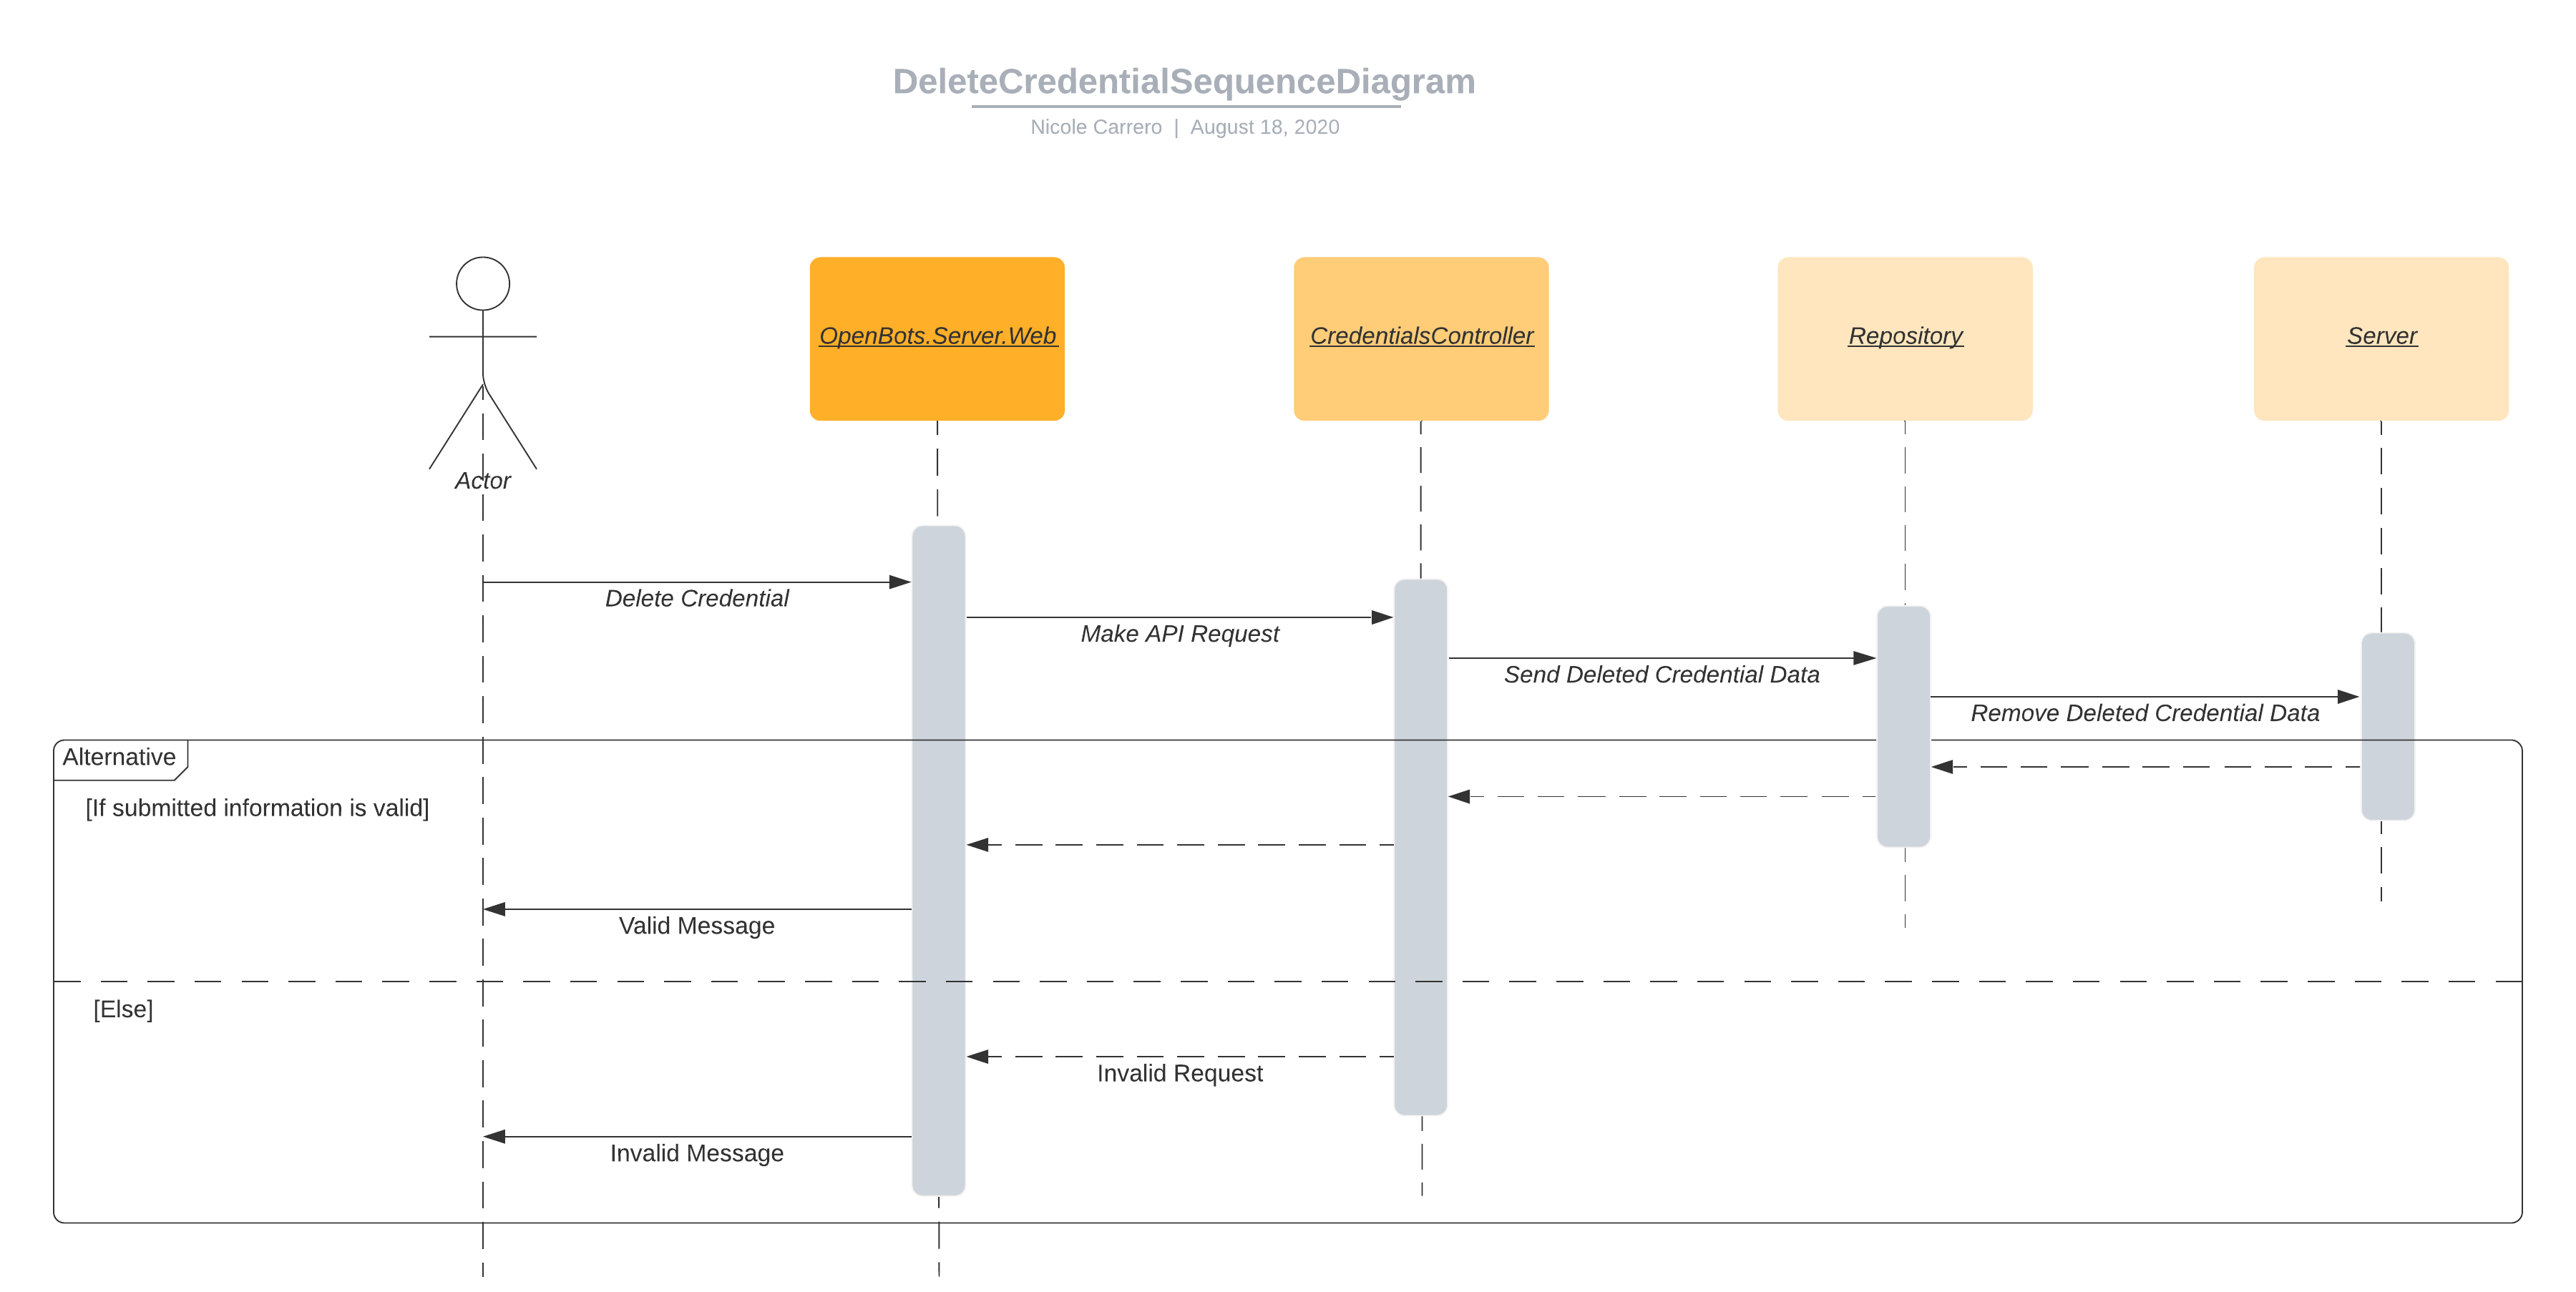 DeleteCredentialSequenceDiagram
Nicole Carrero | August 18, 2020
OpenBots.Server.Web
CredentialsController
Repository
Server
Actor
Delete Credential
Make API Request
Send Deleted Credential Data
Remove Deleted Credential Data
Alternative
[If submitted information is valid]
Valid Message
[Else]
Invalid Request
Invalid Message